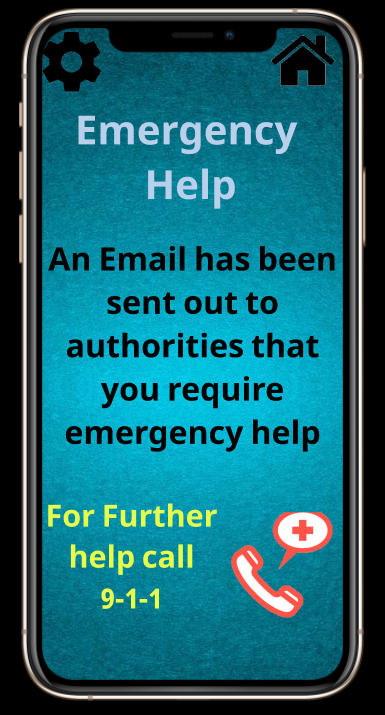 Emergency
Help
An Email has been
sent out to
authorities that
you require
emergency help
For Further
help call
9-1-1